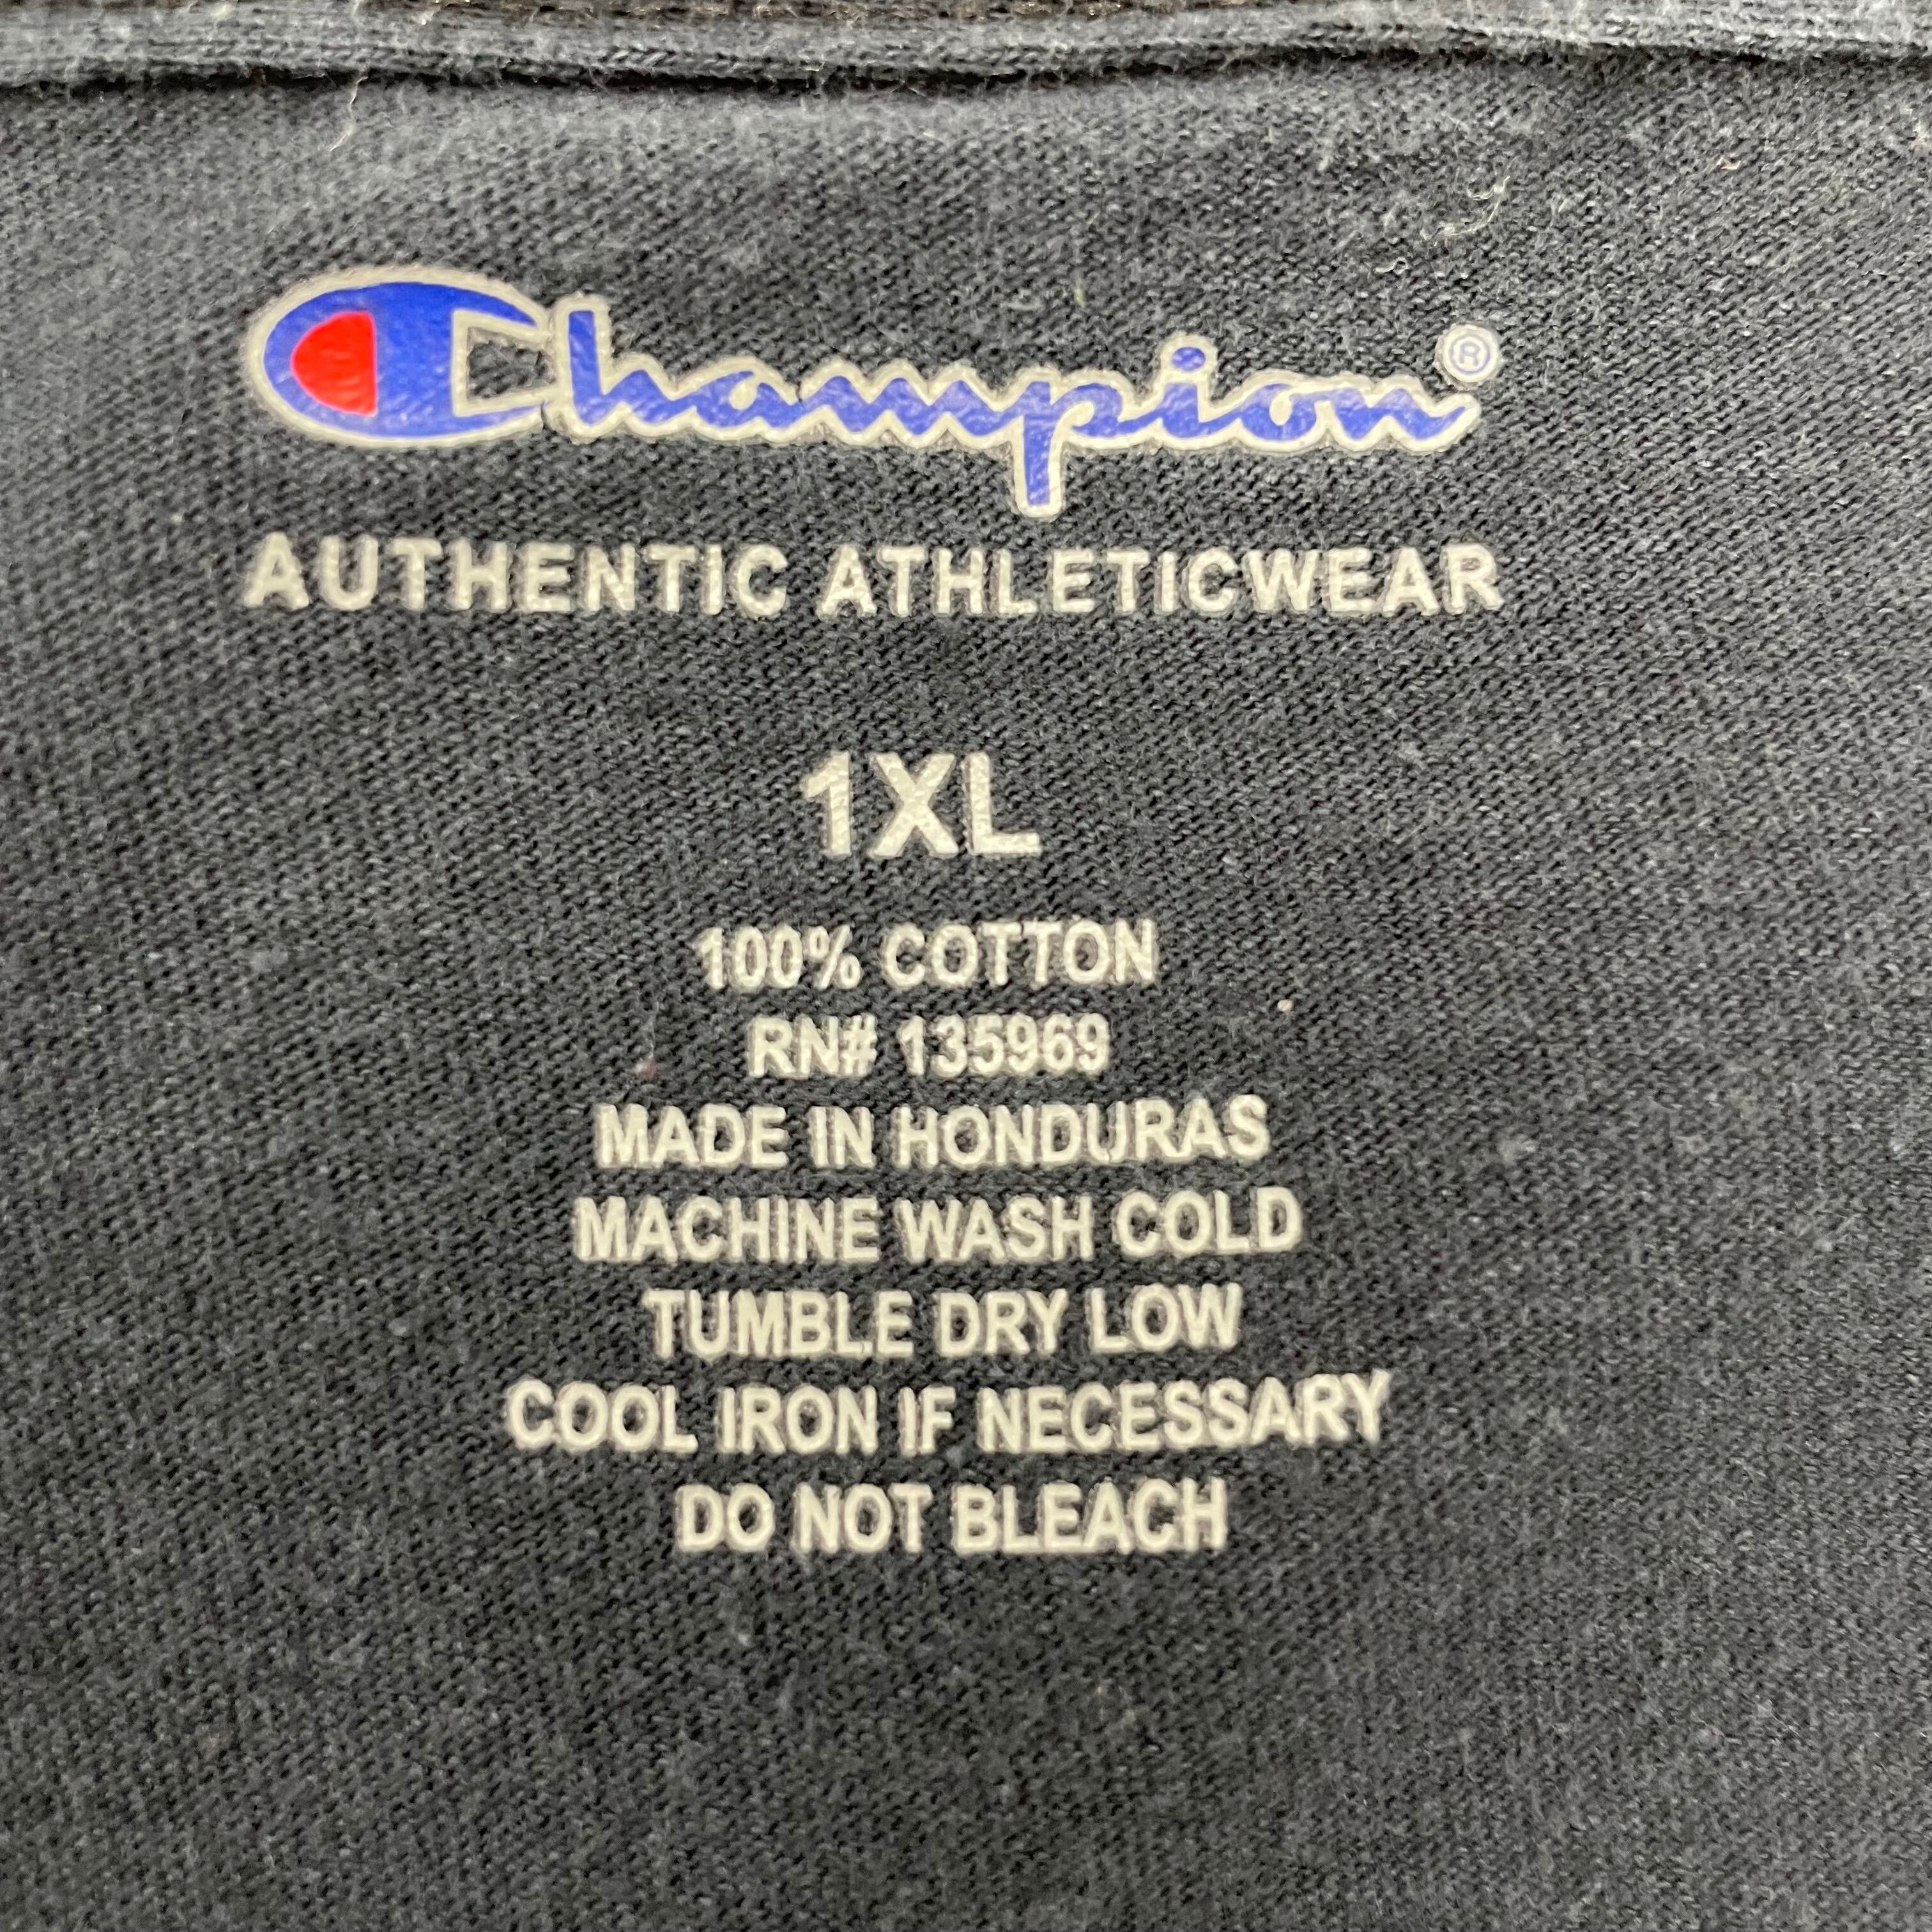 Champion®
AUTHENTIC ATHLETICWEAR
1XL
100% COTTON
RN# 135969
MADE IN HONDURAS
MACHINE WASH COLD
TUMBLE DRY LOW
COOL IRON IF NECESSARY
DO NOT BLEACH